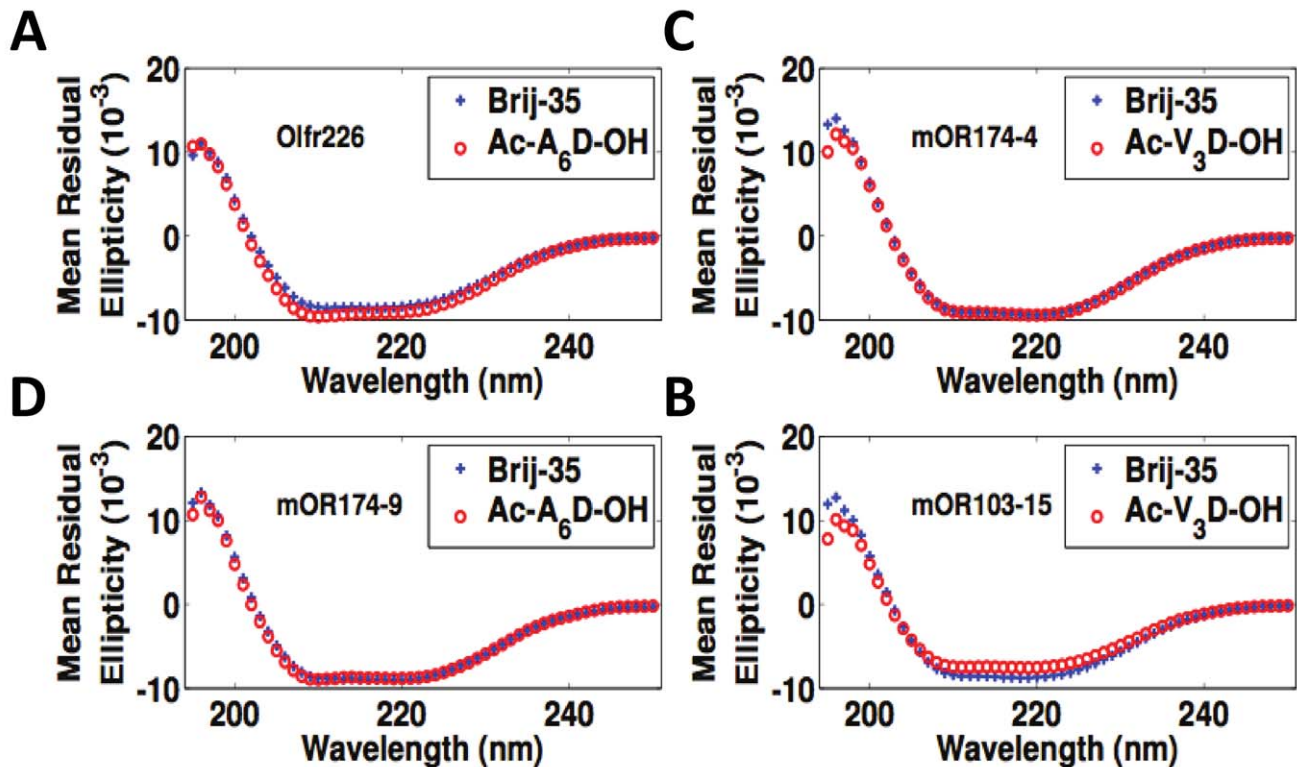 A
Mean Residual
Ellipticity (10⁻³)
20
10
0
-10
Olfr226
Brij-35
Ac-A₆D-OH
200
220
240
Wavelength (nm)
C
Mean Residual
Ellipticity (10⁻³)
20
10
0
-10
mOR174-4
Brij-35
Ac-V₃D-OH
200
220
240
Wavelength (nm)
D
Mean Residual
Ellipticity (10⁻³)
20
10
0
-10
mOR174-9
Brij-35
Ac-A₆D-OH
200
220
240
Wavelength (nm)
B
Mean Residual
Ellipticity (10⁻³)
20
10
0
-10
mOR103-15
Brij-35
Ac-V₃D-OH
200
220
240
Wavelength (nm)